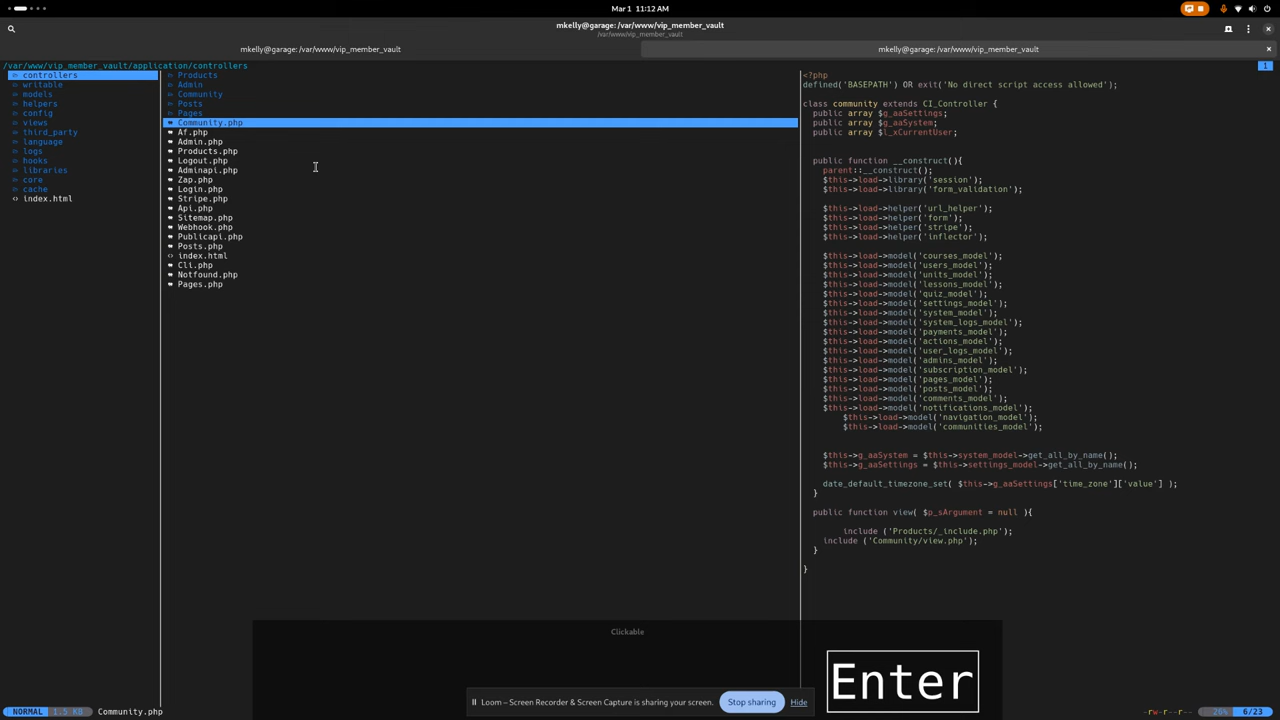 Mar 1 11:12 AM
mkelly@garage: /var/www/vip_member_vault
/var/www/vip_member_vault
mkelly@garage: /var/www/vip_member_vault
mkelly@garage: /var/www/vip_member_vault
/var/www/vip_member_vault/application/controllers
1
controllers
writable
models
helpers
config
views
third_party
language
logs
hooks
libraries
core
cache
index.html
Products
Admin
Community
Posts
Pages
Community.php
Af.php
Admin.php
Products.php
Logout.php
Adminapi.php
Zap.php
Login.php
Stripe.php
Api.php
Sitemap.php
Webhook.php
Publicapi.php
Posts.php
index.html
Cli.php
Notfound.php
Pages.php
<?php
defined('BASEPATH') OR exit('No direct script access allowed');
class community extends CI_Controller {
public array $g_aaSettings;
public array $g_aaSystem;
public array $l_xCurrentUser;
public function __construct(){
parent::__construct();
$this->load->library('session');
$this->load->library('form_validation');
$this->load->helper('url_helper');
$this->load->helper('form');
$this->load->helper('stripe');
$this->load->helper('inflector');
$this->load->model('courses_model');
$this->load->model('users_model');
$this->load->model('units_model');
$this->load->model('lessons_model');
$this->load->model('quiz_model');
$this->load->model('settings_model');
$this->load->model('system_model');
$this->load->model('system_logs_model');
$this->load->model('payments_model');
$this->load->model('actions_model');
$this->load->model('user_logs_model');
$this->load->model('admins_model');
$this->load->model('subscription_model');
$this->load->model('pages_model');
$this->load->model('posts_model');
$this->load->model('comments_model');
$this->load->model('notifications_model');
$this->load->model('navigation_model');
$this->load->model('communities_model');
$this->g_aaSystem = $this->system_model->get_all_by_name();
$this->g_aaSettings = $this->settings_model->get_all_by_name();
date_default_timezone_set( $this->g_aaSettings['time_zone']['value'] );
}
public function view( $p_sArgument = null ){
include ('Products/_include.php');
include ('Community/view.php');
}
}
Clickable
Enter
Loom – Screen Recorder & Screen Capture is sharing your screen.
Stop sharing
Hide
NORMAL 1.5 KB Community.php
-rw-r--r-- 26% 6/23